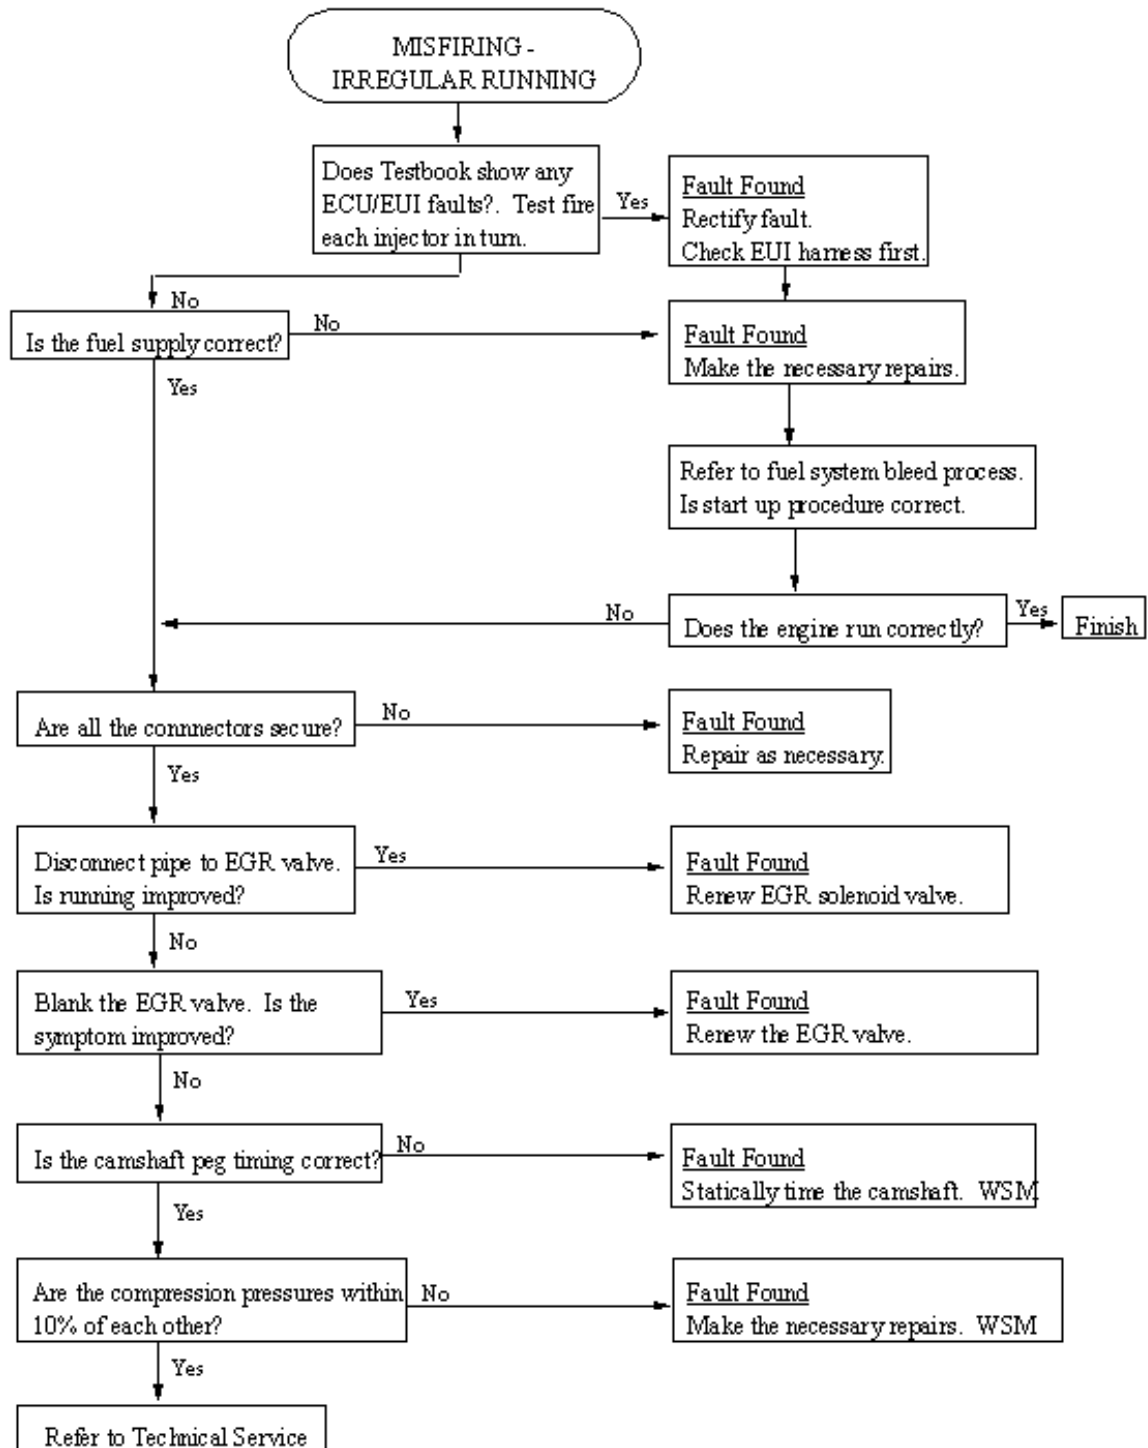 MISFIRING -
IRREGULAR RUNNING
Does Testbook show any
ECU/EUI faults?. Test fire
each injector in turn.
Yes
Fault Found
Rectify fault.
Check EUI harness first.
No
Is the fuel supply correct?
No
Fault Found
Make the necessary repairs.
Yes
Refer to fuel system bleed process.
Is start up procedure correct.
No
Does the engine run correctly?
Yes
Finish
Are all the connnectors secure?
No
Fault Found
Repair as necessary.
Yes
Disconnect pipe to EGR valve.
Is running improved?
Yes
Fault Found
Renew EGR solenoid valve.
No
Blank the EGR valve. Is the
symptom improved?
Yes
Fault Found
Renew the EGR valve.
No
Is the camshaft peg timing correct?
No
Fault Found
Statically time the camshaft. WSM
Yes
Are the compression pressures within
10% of each other?
No
Fault Found
Make the necessary repairs. WSM
Yes
Refer to Technical Service